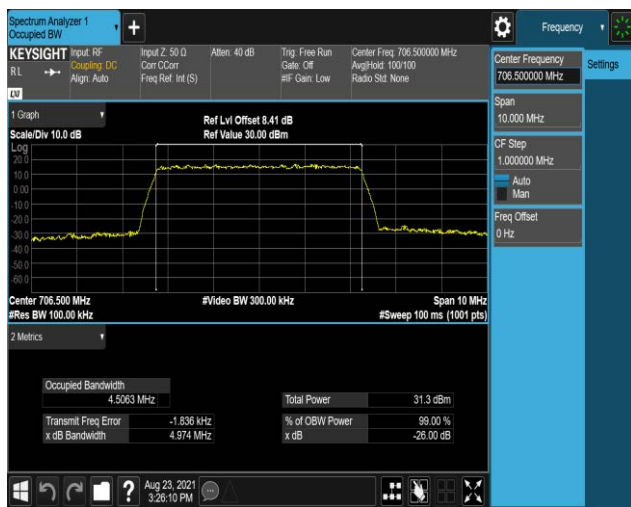 Spectrum Analyzer 1
Occupied BW
+
Frequency
KEYSIGHT
RL
LXI
Input: RF
Coupling: DC
Align: Auto
Input Z: 50 Ω
Corr CCorr
Freq Ref: Int (S)
Atten: 40 dB
Trig: Free Run
Gate: Off
#IF Gain: Low
Center Freq: 706.500000 MHz
Avg|Hold: 100/100
Radio Std: None
Center Frequency
706.500000 MHz
Settings
Span
10.000 MHz
CF Step
1.000000 MHz
Auto
Man
Freq Offset
0 Hz
1 Graph
Scale/Div 10.0 dB
Ref Lvl Offset 8.41 dB
Ref Value 30.00 dBm
Log
20.0
10.0
0.00
-10.0
-20.0
-30.0
-40.0
-50.0
-60.0
Center 706.500 MHz
#Video BW 300.00 kHz
Span 10 MHz
#Res BW 100.00 kHz
#Sweep 100 ms (1001 pts)
2 Metrics
Occupied Bandwidth
4.5063 MHz
Total Power 31.3 dBm
Transmit Freq Error -1.836 kHz
% of OBW Power 99.00 %
x dB Bandwidth 4.974 MHz
x dB -26.00 dB
?
Aug 23, 2021
3:26:10 PM